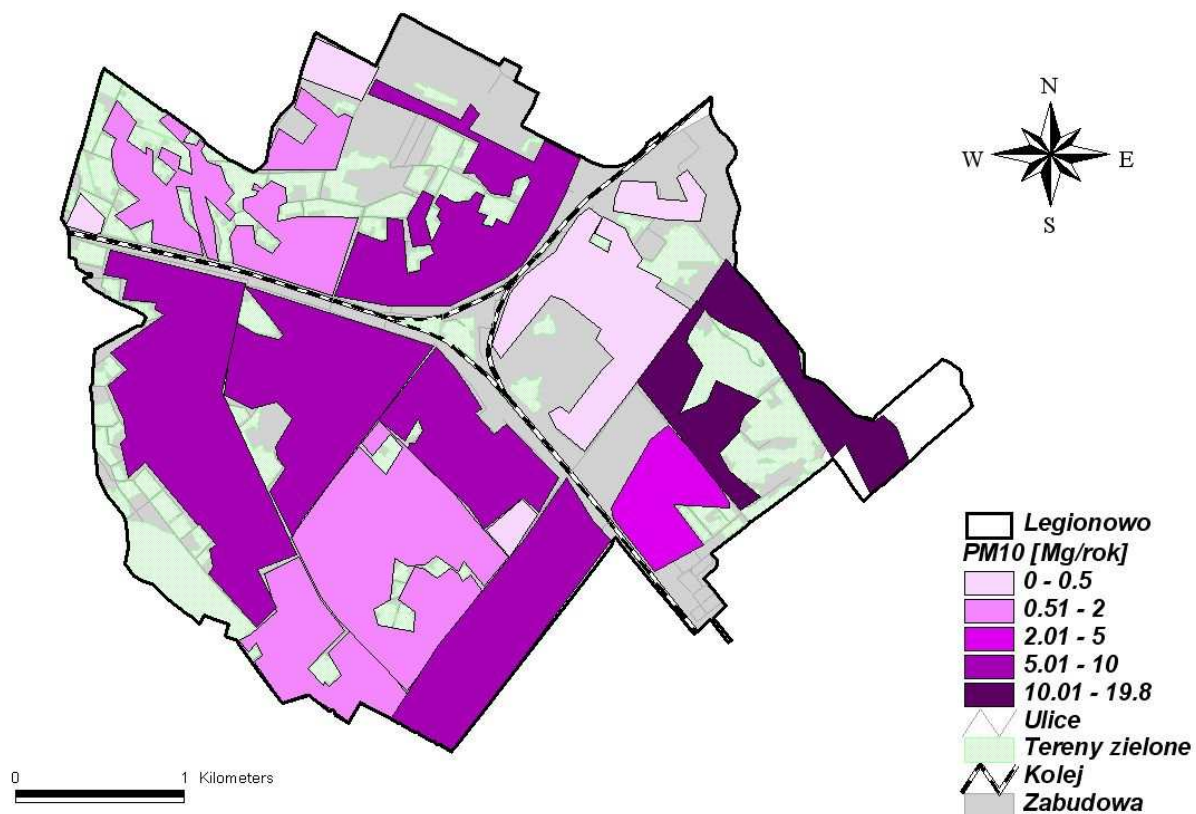 N
W E
S
Legionowo
PM10 [Mg/rok]
0 - 0.5
0.51 - 2
2.01 - 5
5.01 - 10
10.01 - 19.8
Ulice
Tereny zielone
Kolej
Zabudowa
0 1 Kilometers